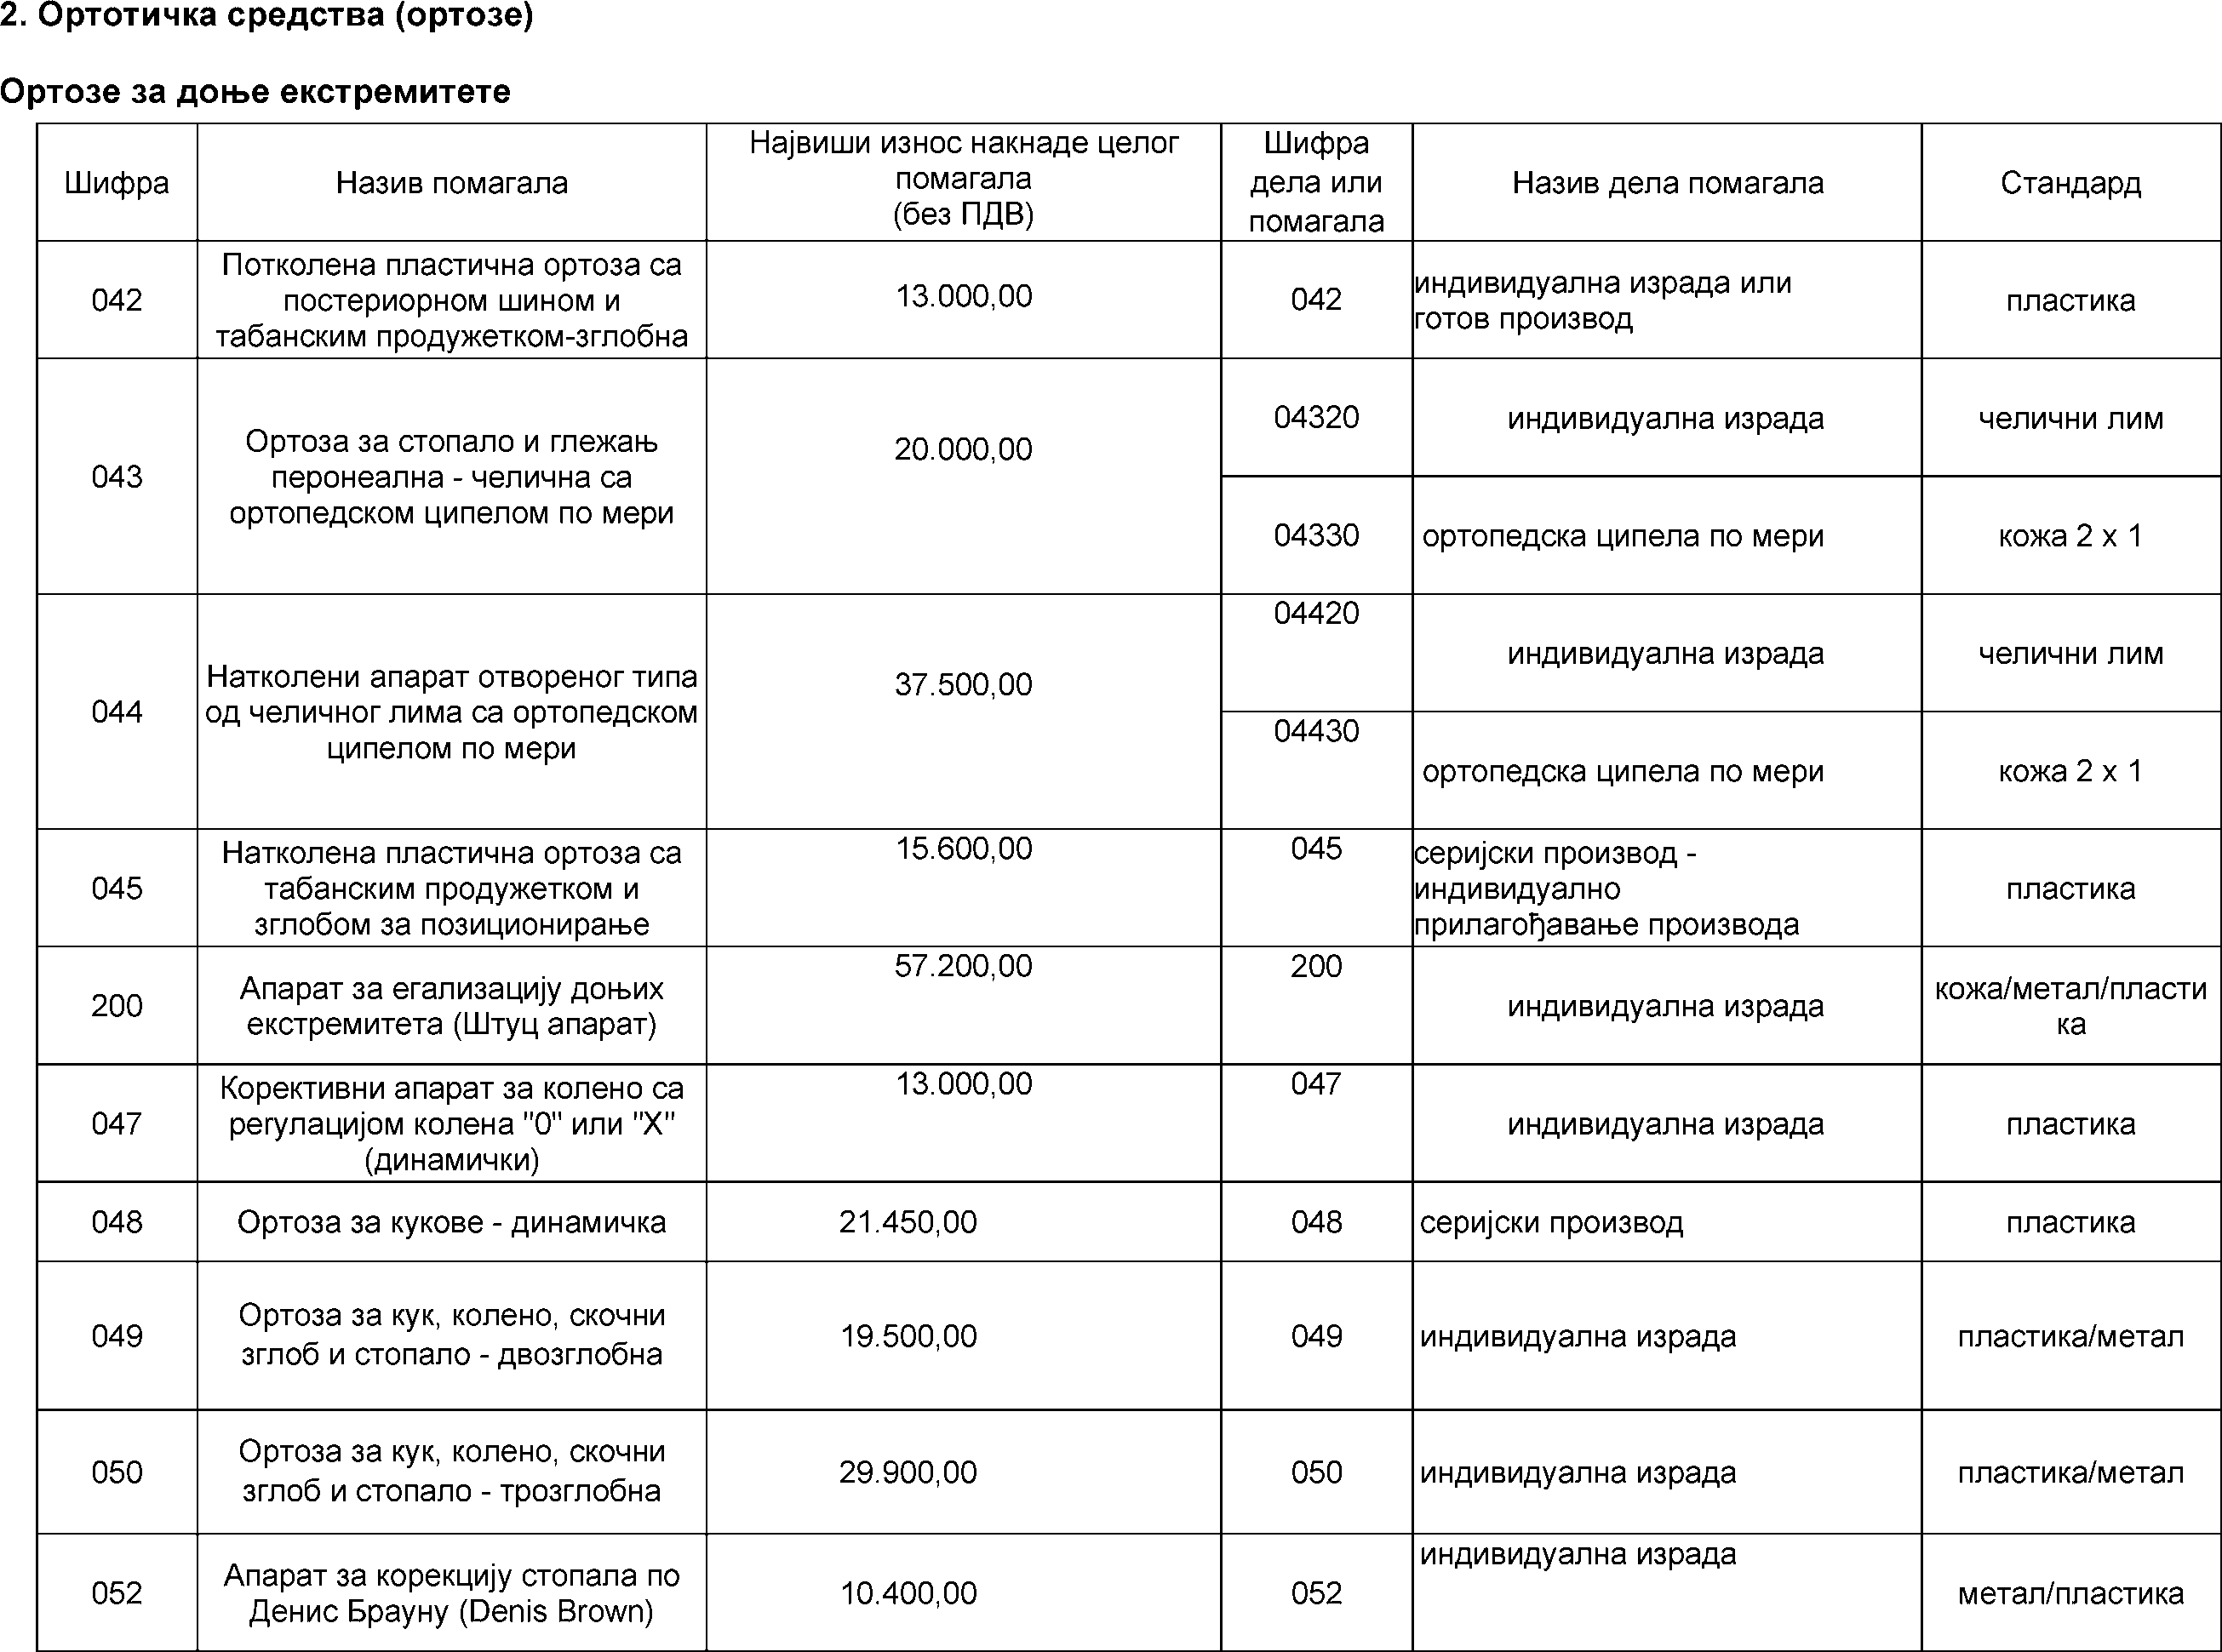 2. Ортотичка средства (ортозе)
Ортозе за доње екстремитете
Шифра
Назив помагала
Највиши износ накнаде целог
помагала
(без ПДВ)
Шифра
дела или
помагала
Назив дела помагала
Стандард
042
Потколена пластична ортоза са
постериорном шином и
табанским продужетком-зглобна
13.000,00
042
индивидуална израда или
готов производ
пластика
043
Ортоза за стопало и глежањ
перонеална - челична са
ортопедском ципелом по мери
20.000,00
04320
индивидуална израда
челични лим
04330
ортопедска ципела по мери
кожа 2 х 1
044
Натколени апарат отвореног типа
од челичног лима са ортопедском
ципелом по мери
37.500,00
04420
индивидуална израда
челични лим
04430
ортопедска ципела по мери
кожа 2 х 1
045
Натколена пластична ортоза са
табанским продужетком и
зглобом за позиционирање
15.600,00
045
серијски производ -
индивидуално
прилагођавање производа
пластика
200
Апарат за егализацију доњих
екстремитета (Штуц апарат)
57.200,00
200
индивидуална израда
кожа/метал/пласти
ка
047
Корективни апарат за колено са
регулацијом колена "0" или "X"
(динамички)
13.000,00
047
индивидуална израда
пластика
048
Ортоза за кукове - динамичка
21.450,00
048
серијски производ
пластика
049
Ортоза за кук, колено, скочни
зглоб и стопало - двозглобна
19.500,00
049
индивидуална израда
пластика/метал
050
Ортоза за кук, колено, скочни
зглоб и стопало - трозглобна
29.900,00
050
индивидуална израда
пластика/метал
052
Апарат за корекцију стопала по
Денис Брауну (Denis Brown)
10.400,00
052
индивидуална израда
метал/пластика